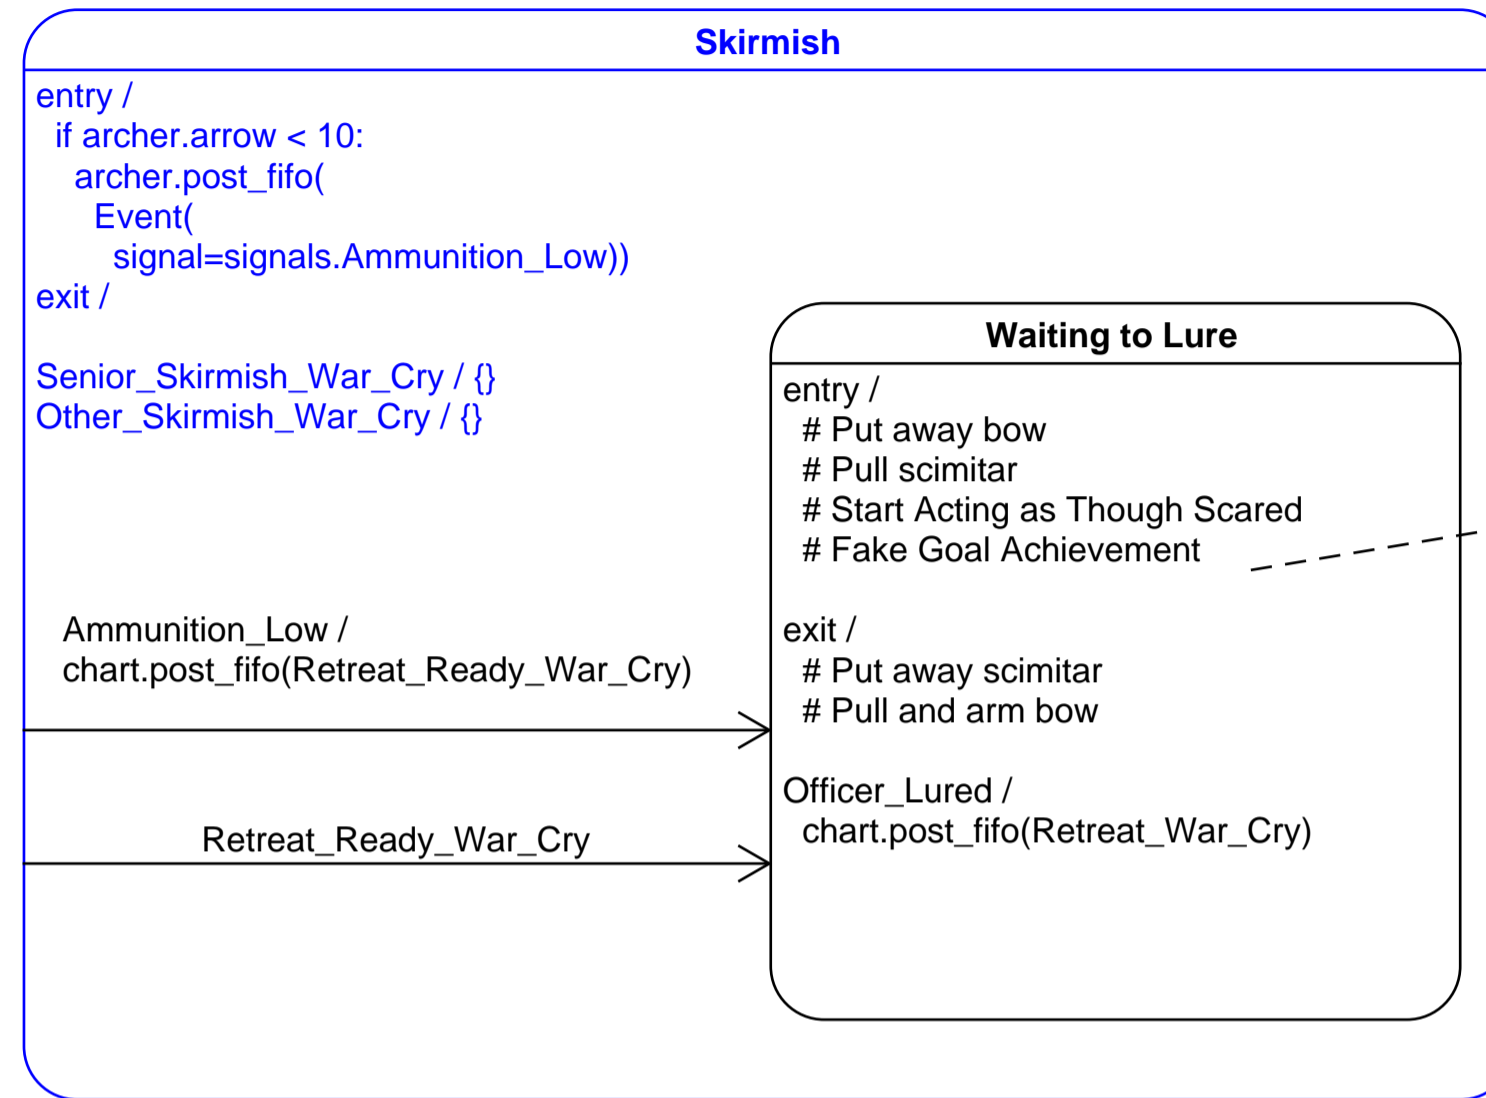 Skirmish
entry /
if archer.arrow < 10:
archer.post_fifo(
Event(
signal=signals.Ammunition_Low))
exit /
Senior_Skirmish_War_Cry / {}
Other_Skirmish_War_Cry / {}
Ammunition_Low /
chart.post_fifo(Retreat_Ready_War_Cry)
Retreat_Ready_War_Cry
Waiting to Lure
entry /
# Put away bow
# Pull scimitar
# Start Acting as Though Scared
# Fake Goal Achievement
exit /
# Put away scimitar
# Pull and arm bow
Officer_Lured /
chart.post_fifo(Retreat_War_Cry)